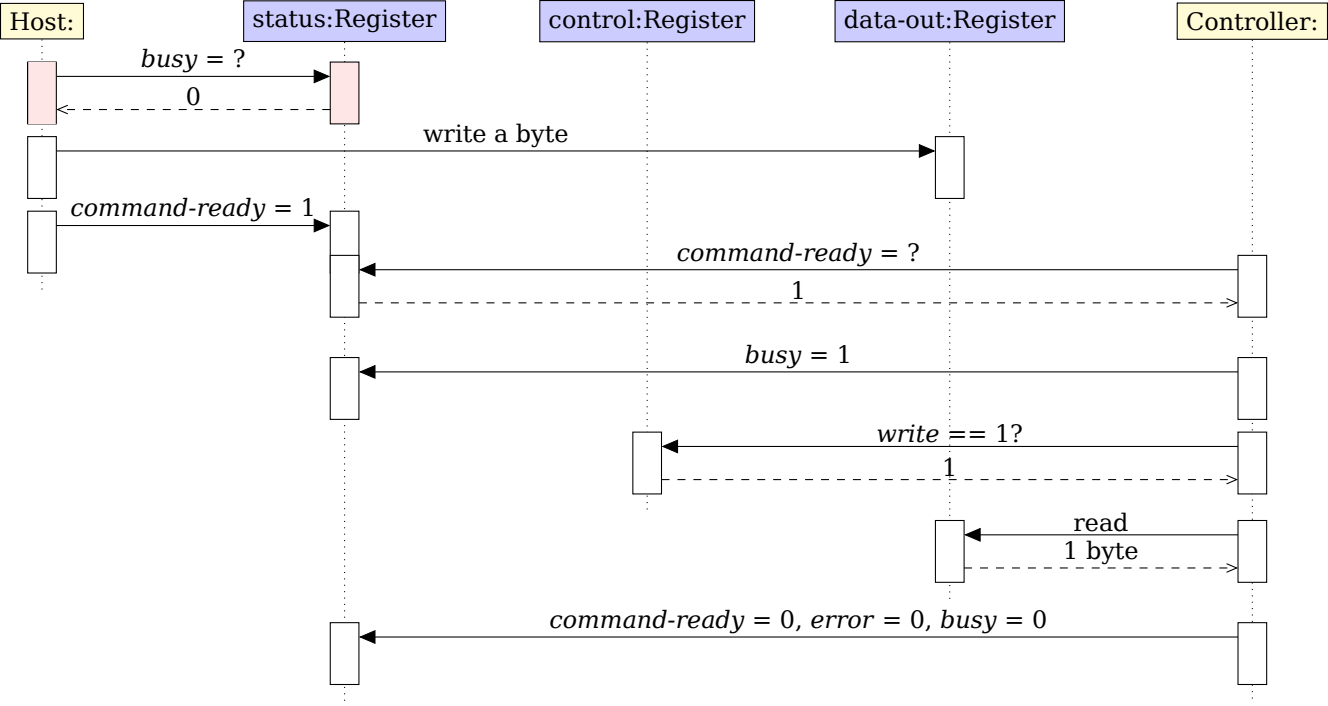 Host:
status:Register
control:Register
data-out:Register
Controller:
busy = ?
0
write a byte
command-ready = 1
command-ready = ?
1
busy = 1
write == 1?
1
read
1 byte
command-ready = 0, error = 0, busy = 0